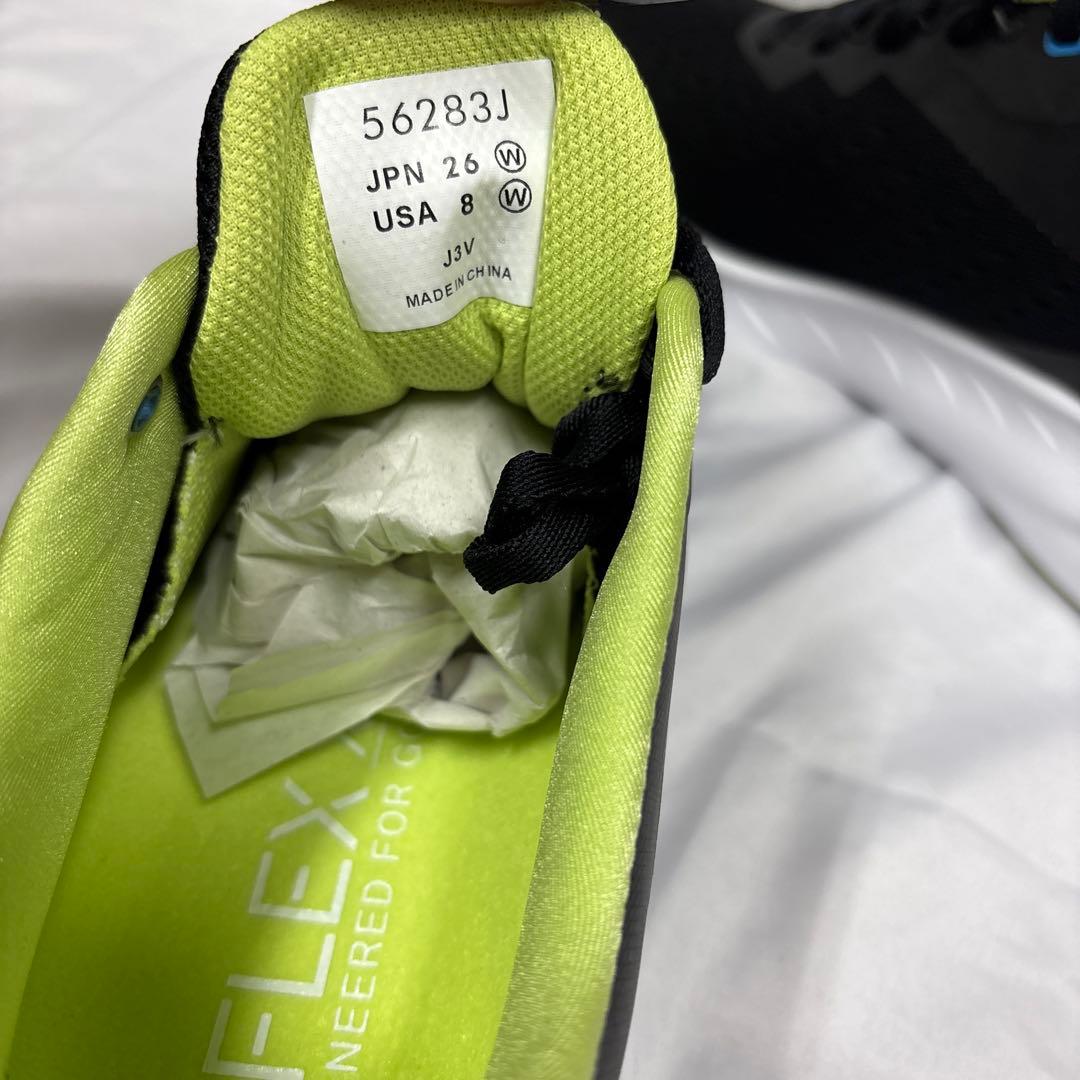 56283J
JPN 26 Ⓦ
USA 8 Ⓦ
J3V
MADE IN CHINA
FLEX
NEERED FOR G